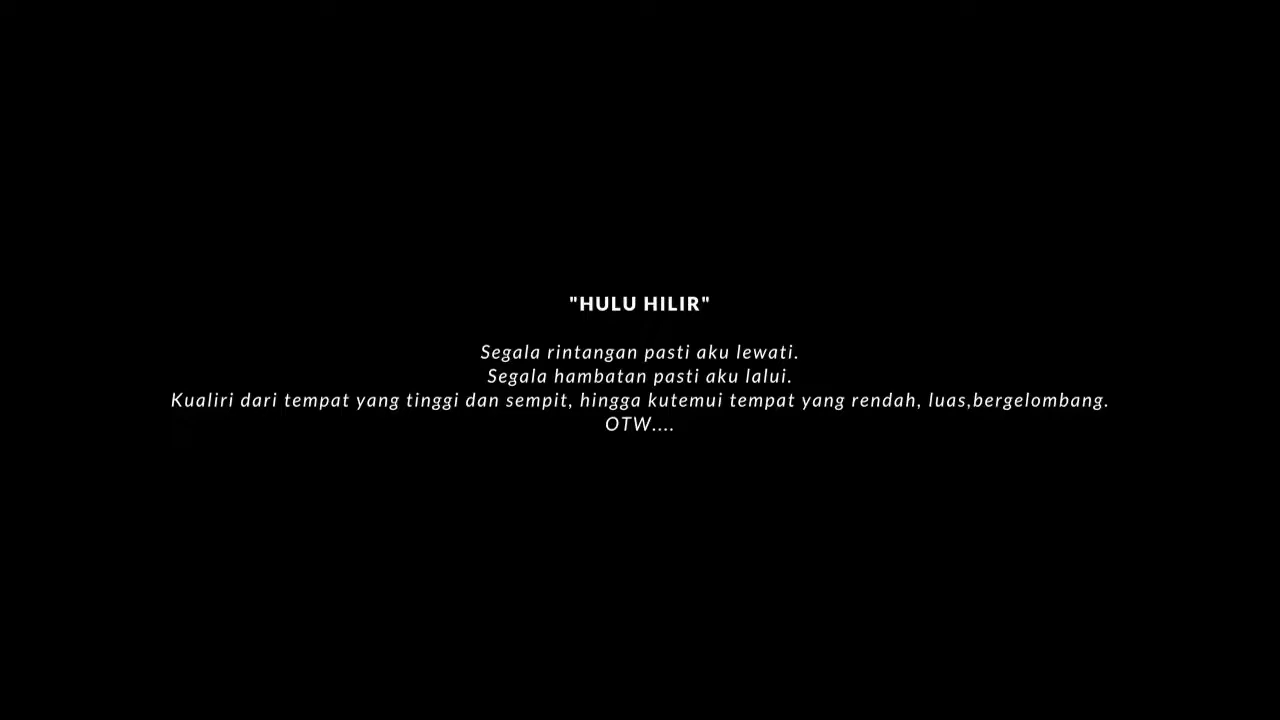 "HULU HILIR"
Segala rintangan pasti aku lewati.
Segala hambatan pasti aku lalui.
Kualiri dari tempat yang tinggi dan sempit, hingga kutemui tempat yang rendah, luas,bergelombang.
OTW....